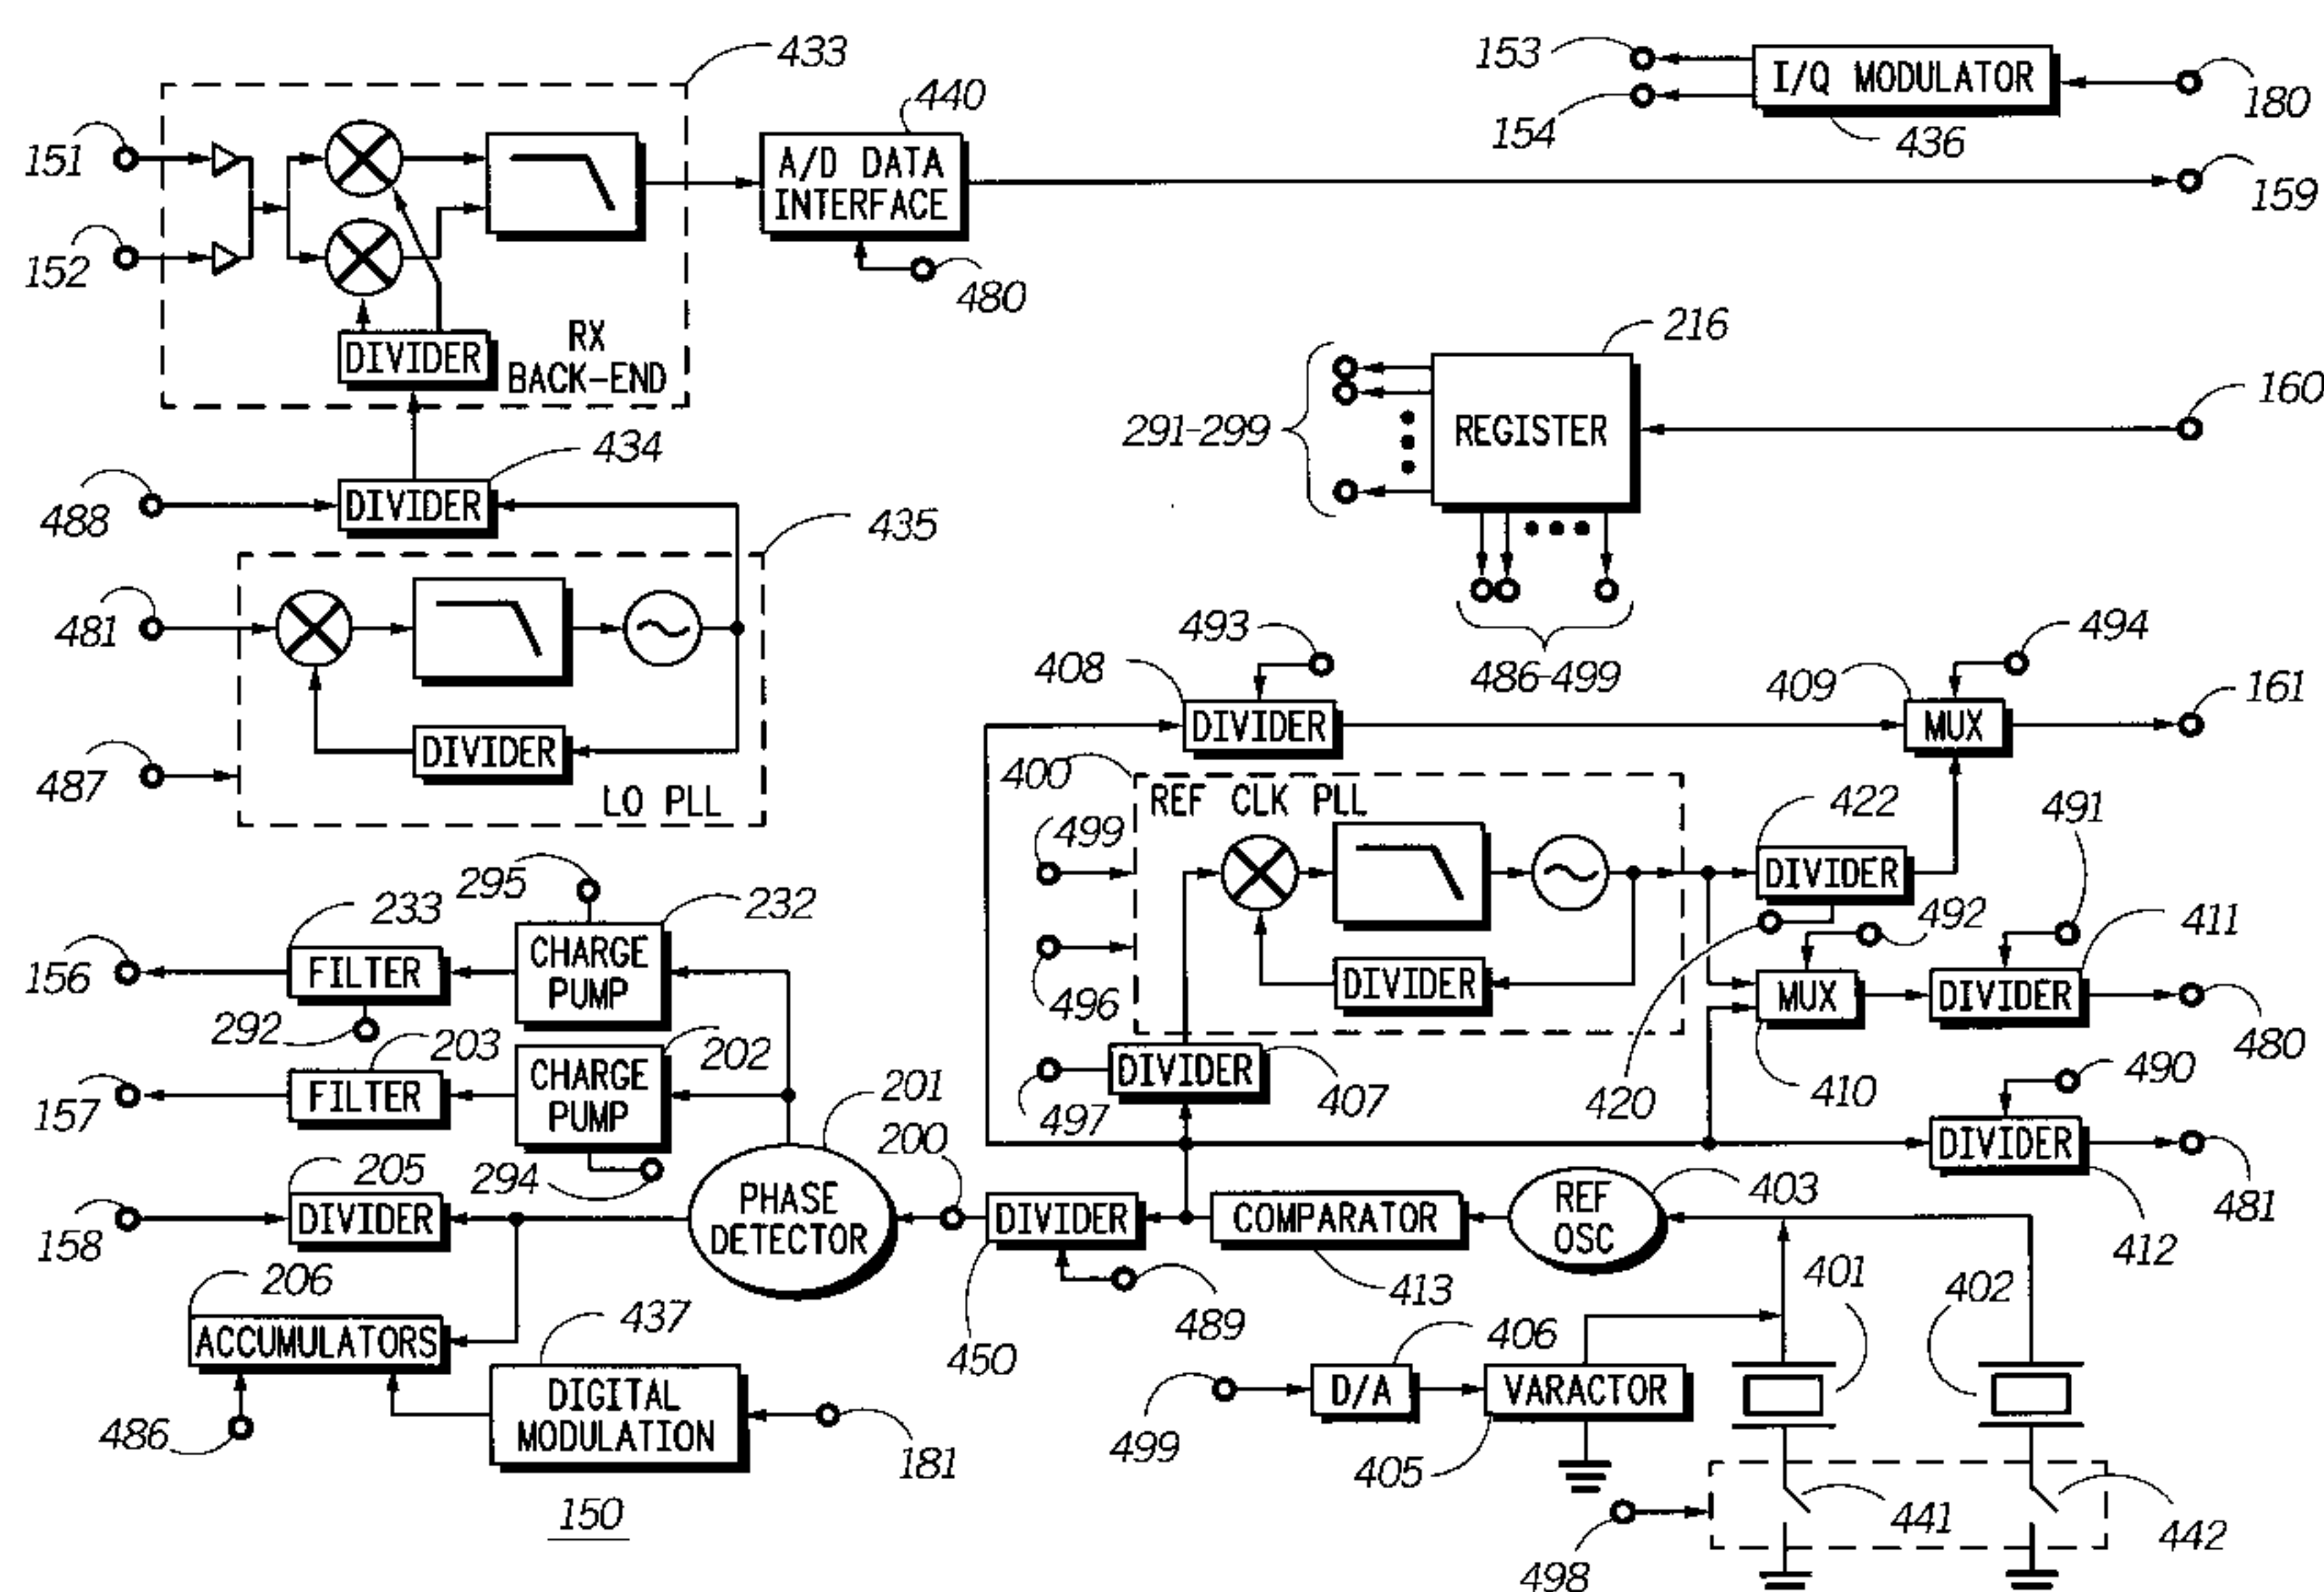 433
151
152
RX
BACK-END
DIVIDER
440
A/D DATA
INTERFACE
480
153
154
I/Q MODULATOR
436
180
159
216
291-299
REGISTER
160
486-499
434
488
DIVIDER
435
481
487
DIVIDER
LO PLL
493
408
DIVIDER
494
409
MUX
161
400
REF CLK PLL
499
496
DIVIDER
422
DIVIDER
420
491
492
411
MUX
410
DIVIDER
480
497
DIVIDER
407
490
DIVIDER
481
412
295
233
232
156
FILTER
CHARGE
PUMP
292
203
202
157
FILTER
CHARGE
PUMP
294
201
200
PHASE
DETECTOR
205
158
DIVIDER
206
ACCUMULATORS
486
437
DIGITAL
MODULATION
181
DIVIDER
450
489
COMPARATOR
413
REF
OSC
403
401
402
406
499
D/A
VARACTOR
405
441
442
498
150